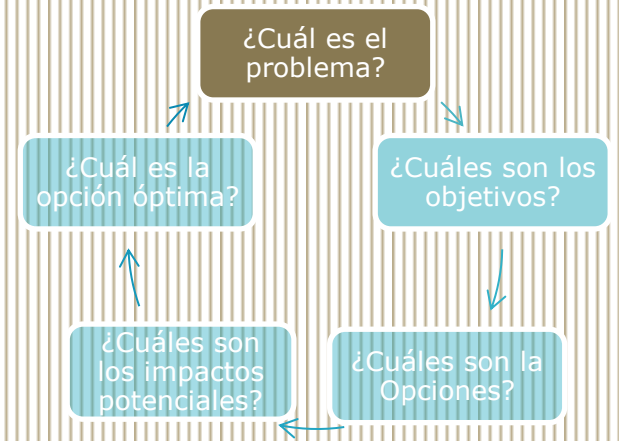 ¿Cuál es el
problema?
¿Cuáles son los
objetivos?
¿Cuáles son la
Opciones?
¿Cuáles son
los impactos
potenciales?
¿Cuál es la
opción óptima?